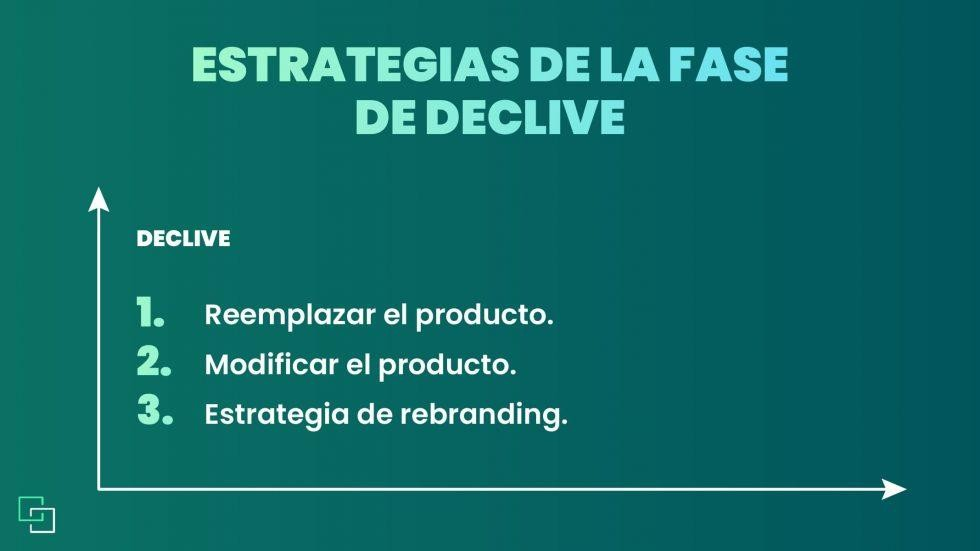 ESTRATEGIAS DE LA FASE
DE DECLIVE
DECLIVE
1. Reemplazar el producto.
2. Modificar el producto.
3. Estrategia de rebranding.